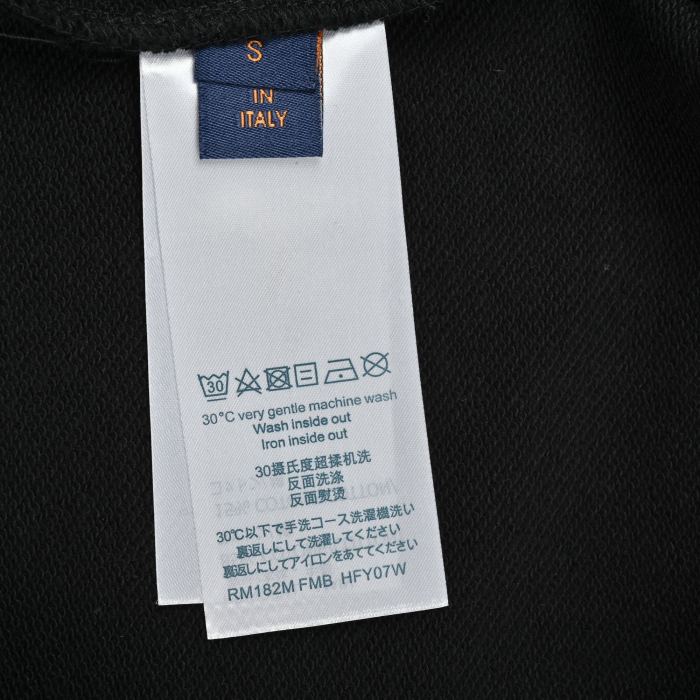 S
IN
ITALY
30
30°C very gentle machine wash
Wash inside out
Iron inside out
30摄氏度超揉机洗
反面洗涤
反面熨烫
30℃以下で手洗コース洗濯機洗い
裏返しにして洗濯してください
裏返しにしてアイロンをあててください
RM182M FMB HFY07W